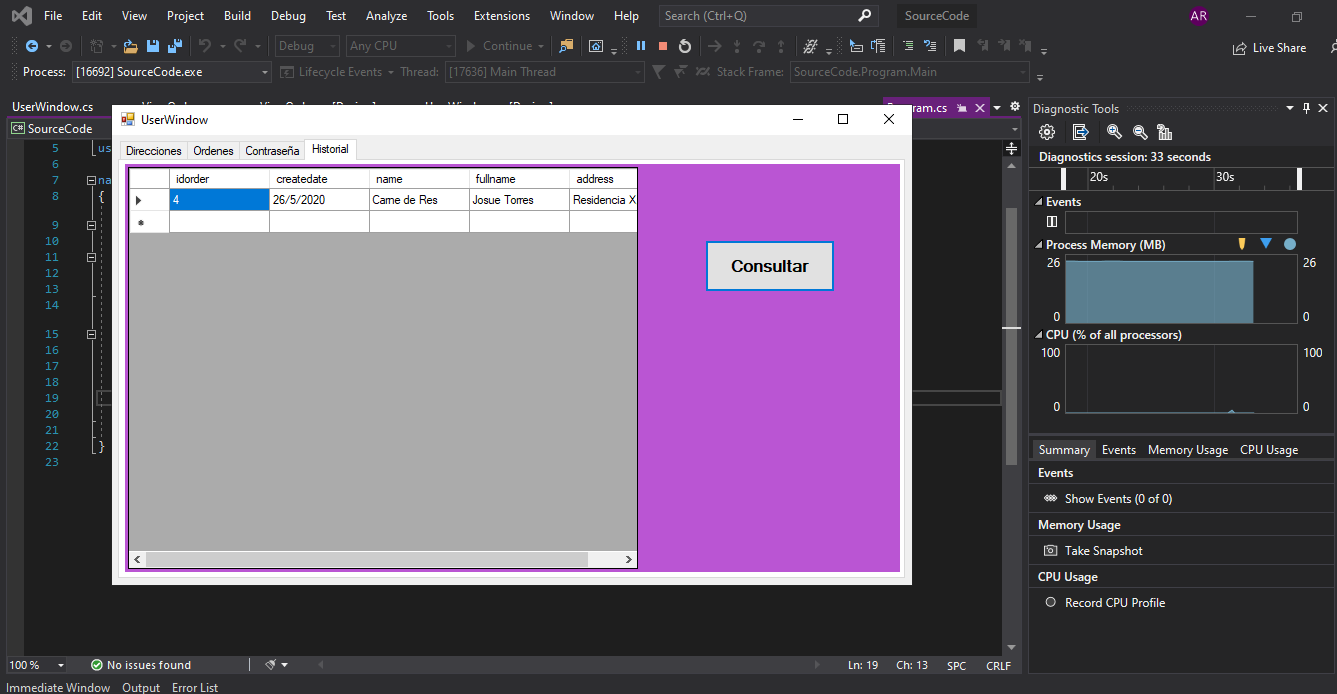 File Edit View Project Build Debug Test Analyze Tools Extensions Window Help Search (Ctrl+Q) SourceCode AR
Debug Any CPU Continue Live Share
Process: [16692] SourceCode.exe Lifecycle Events Thread: [17636] Main Thread Stack Frame: SourceCode.Program.Main
UserWindow.cs ram.cs
SourceCode
5 us
6
7 na
8 {
9
10
11
12
13
14
15
16
17
18
19
20
21
22 }
23
UserWindow
Direcciones Ordenes Contraseña Historial
idorder createdate name fullname address
4 26/5/2020 Carne de Res Josue Torres Residencia X
Consultar
Diagnostic Tools
Diagnostics session: 33 seconds
20s 30s
Events
Process Memory (MB)
26 26
0 0
CPU (% of all processors)
100 100
0 0
Summary Events Memory Usage CPU Usage
Events
Show Events (0 of 0)
Memory Usage
Take Snapshot
CPU Usage
Record CPU Profile
100 % No issues found Ln: 19 Ch: 13 SPC CRLF
Immediate Window Output Error List